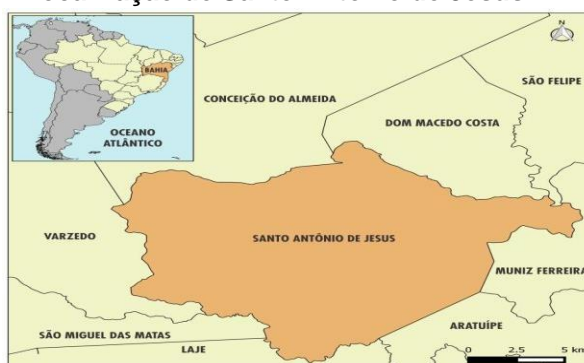 BAHIA
OCEANO
ATLÂNTICO
CONCEIÇÃO DO ALMEIDA
SÃO FELIPE
DOM MACEDO COSTA
VARZEDO
SANTO ANTÔNIO DE JESUS
MUNIZ FERREIRA
SÃO MIGUEL DAS MATAS
LAJE
ARATUÍPE
0 2.5 5 km